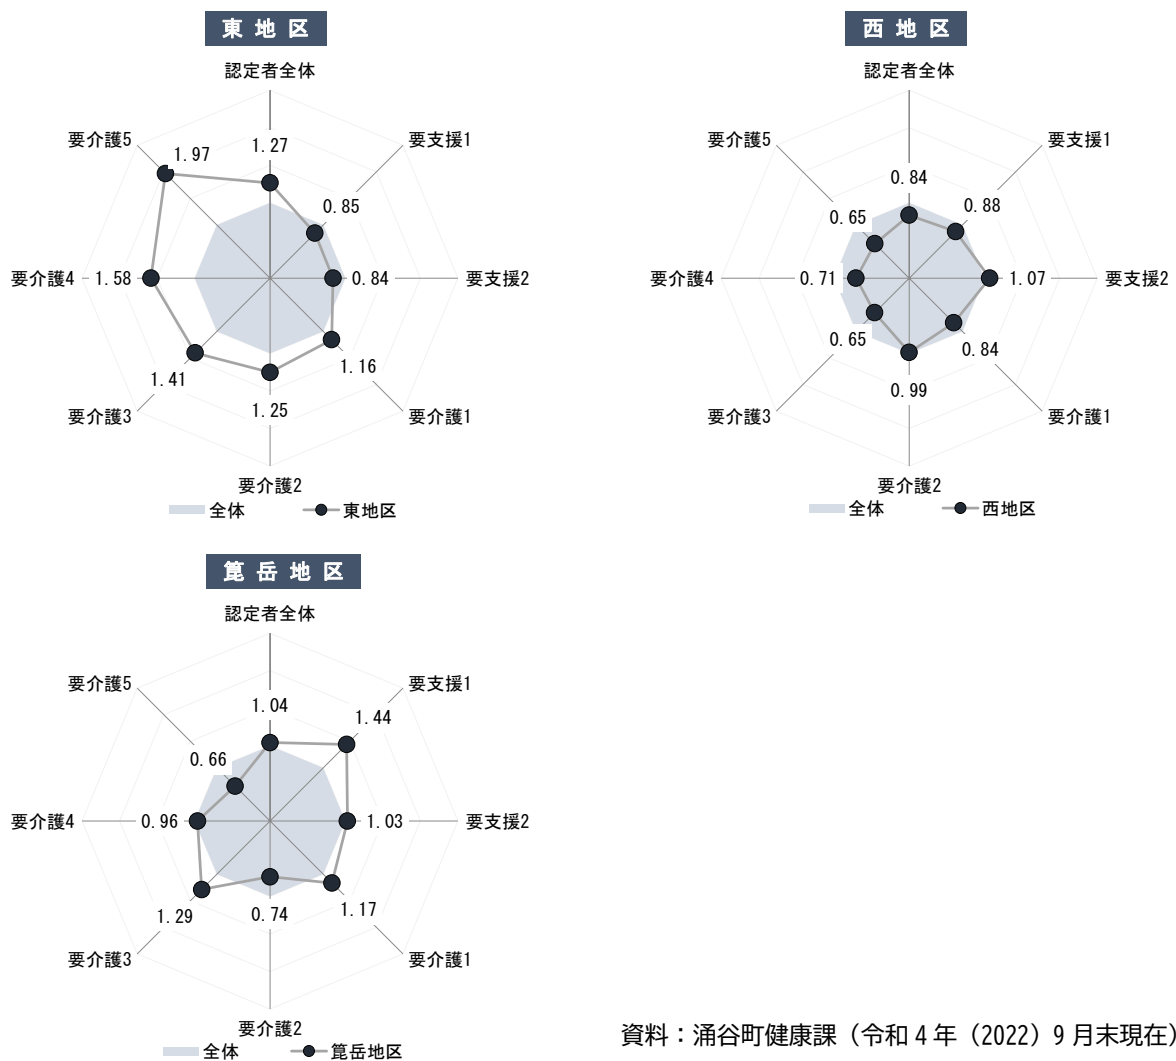 東地区
認定者全体
要介護5
要支援1
1.97
1.27
0.85
要介護4
1.58
0.84
要支援2
1.41
1.16
1.25
要介護3
要介護1
要介護2
全体
東地区
西地区
認定者全体
要介護5
要支援1
0.84
0.65
0.88
要介護4
0.71
1.07
要支援2
0.65
0.84
0.99
要介護3
要介護1
要介護2
全体
西地区
箟岳地区
認定者全体
要介護5
要支援1
1.04
1.44
0.66
要介護4
0.96
1.03
要支援2
1.29
0.74
1.17
要介護3
要介護1
要介護2
全体
箟岳地区
資料：涌谷町健康課（令和4年（2022）9月末現在）